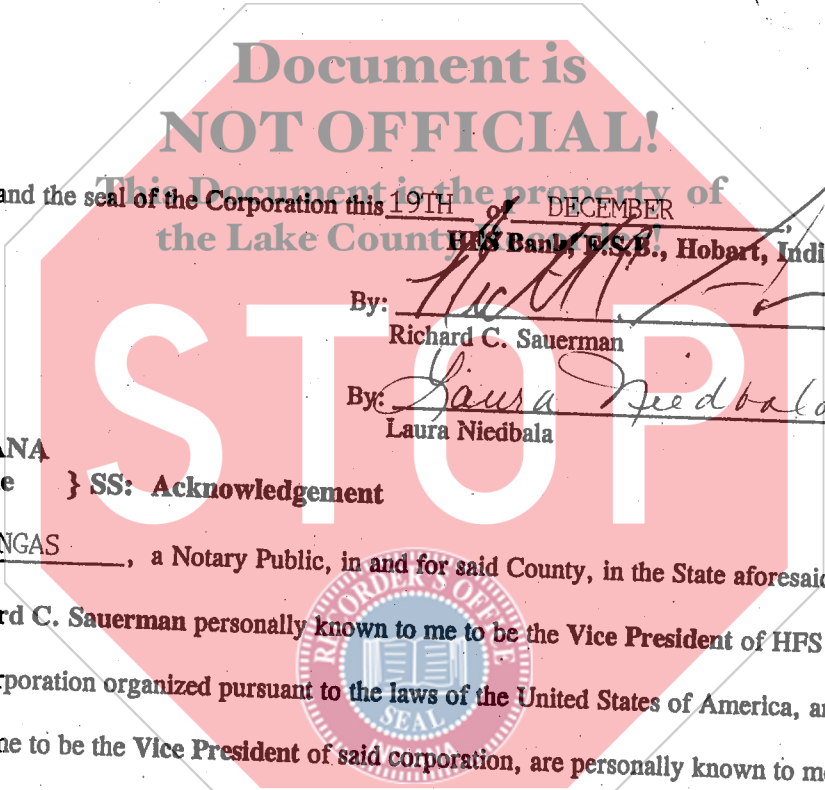 Document is
NOT OFFICIAL!
This Document is the property of
the Lake County Recorder!
STOP
and the seal of the Corporation this 19TH of DECEMBER,
HFS Bank, F.S.B., Hobart, Indi
By:
Richard C. Sauerman
By: Laura Niedbala
Laura Niedbala
ANA
e } SS: Acknowledgement
NGAS, a Notary Public, in and for said County, in the State aforesaid
rd C. Sauerman personally known to me to be the Vice President of HFS
rporation organized pursuant to the laws of the United States of America, an
me to be the Vice President of said corporation, are personally known to me
RECORDER'S OFFICE
SEAL